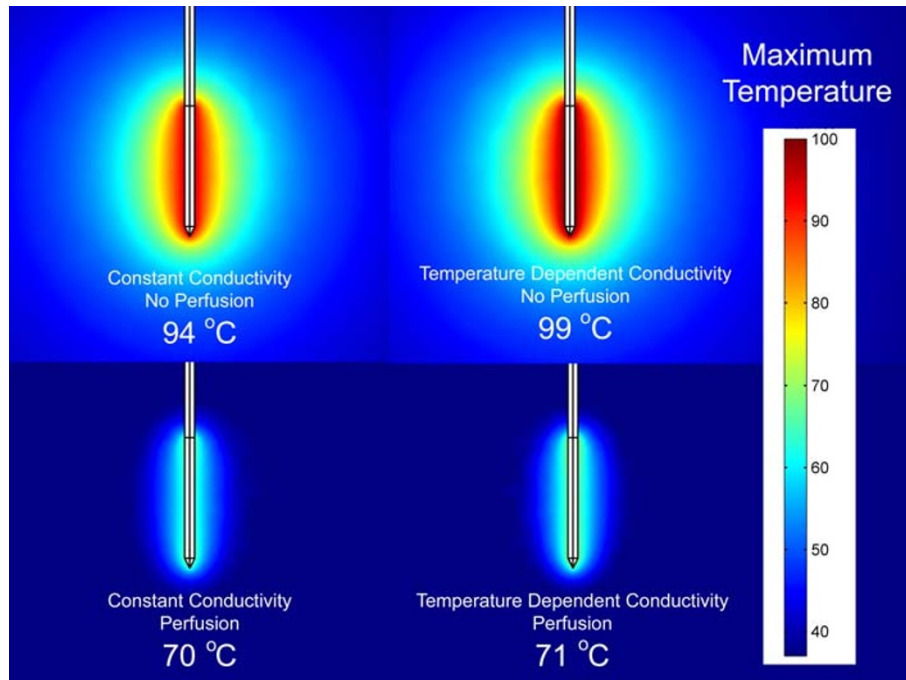 Maximum
Temperature
100
90
80
70
60
50
40
Constant Conductivity
No Perfusion
94 °C
Temperature Dependent Conductivity
No Perfusion
99 °C
Constant Conductivity
Perfusion
70 °C
Temperature Dependent Conductivity
Perfusion
71 °C